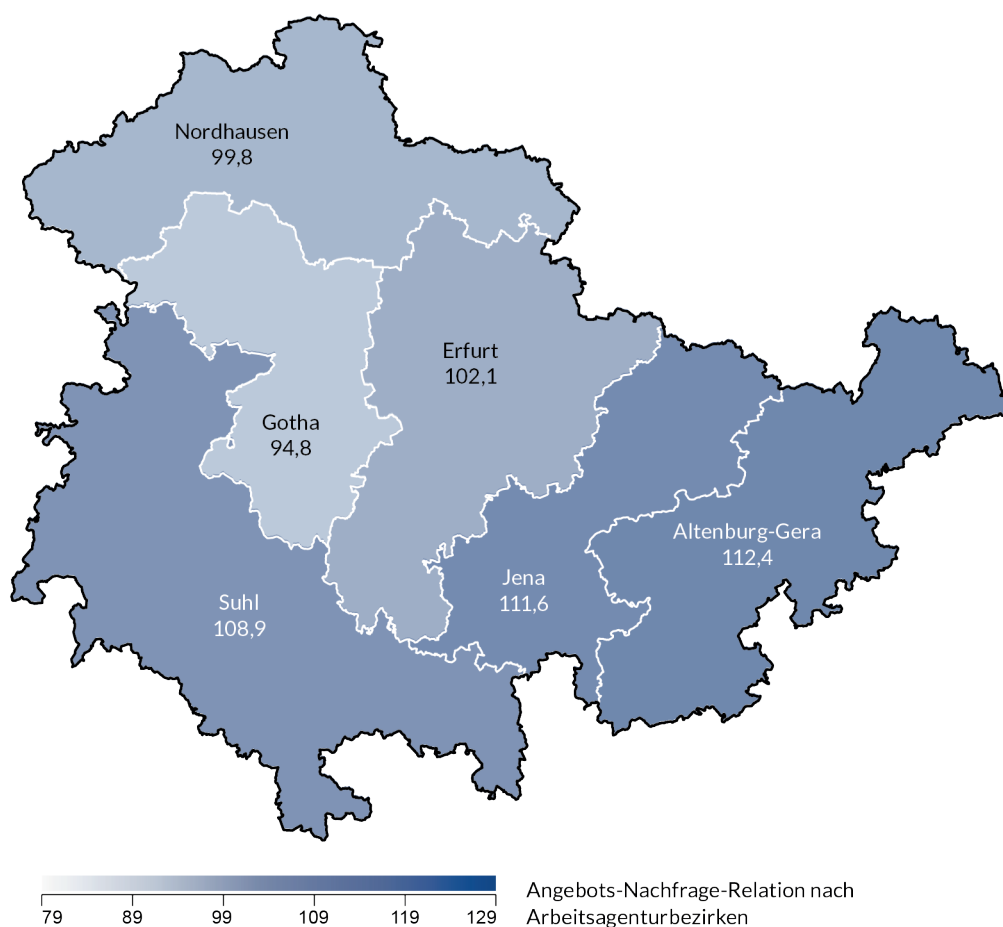 Nordhausen
99,8
Erfurt
102,1
Gotha
94,8
Altenburg-Gera
112,4
Jena
111,6
Suhl
108,9
79 89 99 109 119 129
Angebots-Nachfrage-Relation nach
Arbeitsagenturbezirken